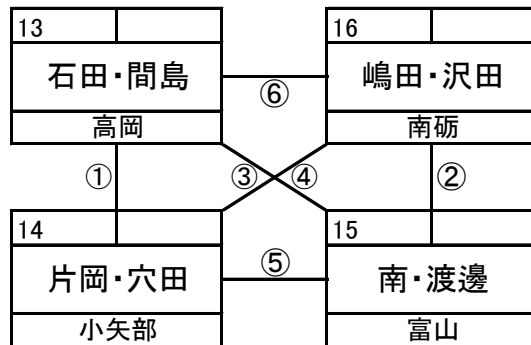 13
16
石田・間島
嶋田・沢田
⑥
高岡
南砺
①
③
④
②
14
15
片岡・穴田
⑤
南・渡邊
小矢部
富山